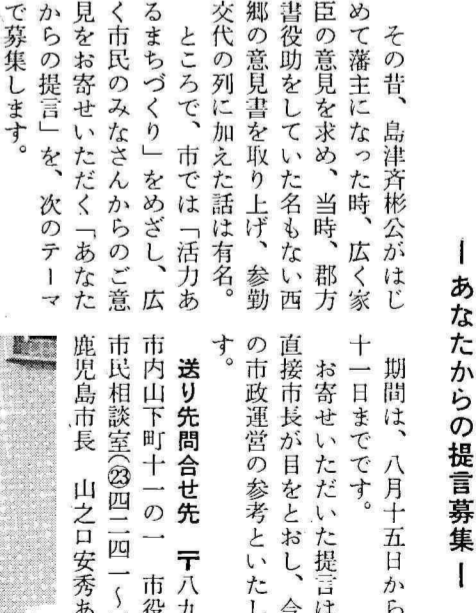 ―あなたからの提言募集―
その昔、島津斉彬公がはじ
めて藩主になった時、広く家
臣の意見を求め、当時、郡方
書役助をしていた名もない西
郷の意見書を取り上げ、参勤
交代の列に加えた話は有名。
ところで、市では「活力あ
るまちづくり」をめざし、広
く市民のみなさんからのご意
見をお寄せいただく「あなた
からの提言」を、次のテーマ
で募集します。
期間は、八月十五日から
十一日までです。
お寄せいただいた提言は
直接市長が目をとおし、今
の市政運営の参考といたし
す。
送り先問合せ先 〒八九
市内山下町十一の一 市役
市民相談室(㉓四二四一～
鹿児島市長 山之口安秀あ